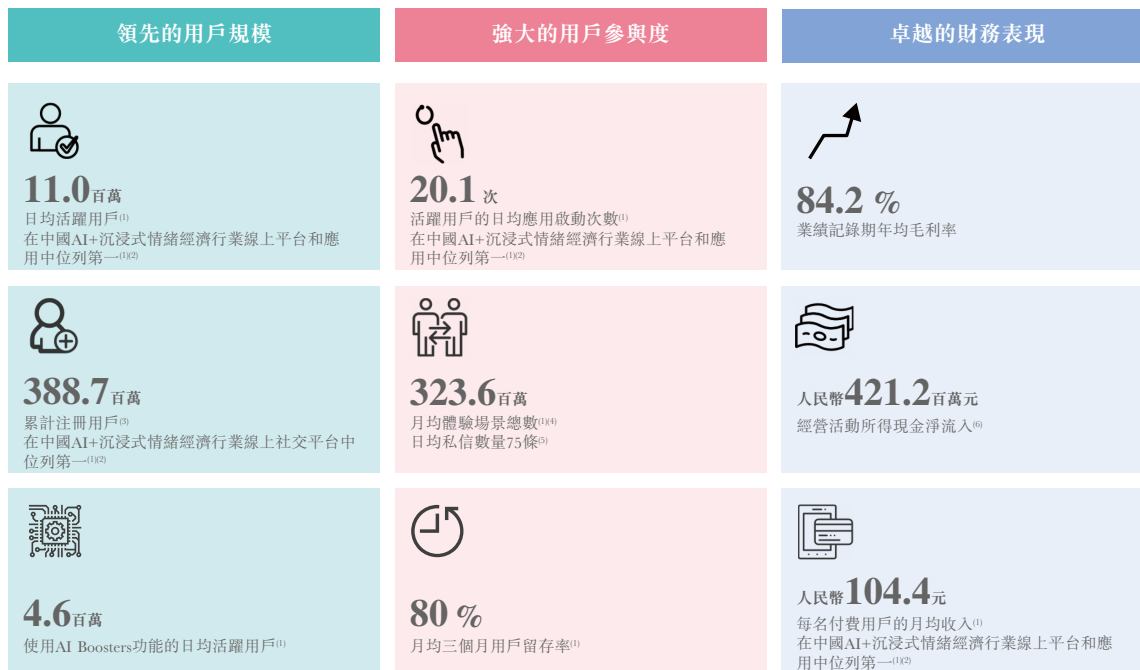 領先的用戶規模
11.0百萬
日均活躍用戶(1)
在中國AI+沉浸式情緒經濟行業線上平台和應
用中位列第一(1)(2)
388.7百萬
累計注冊用戶(3)
在中國AI+沉浸式情緒經濟行業線上社交平台中
位列第一(1)(2)
4.6百萬
使用AI Boosters功能的日均活躍用戶(1)
強大的用戶參與度
20.1 次
活躍用戶的日均應用啟動次數(1)
在中國AI+沉浸式情緒經濟行業線上平台和應
用中位列第一(1)(2)
323.6百萬
月均體驗場景總數(1)(4)
日均私信數量75條(5)
80 %
月均三個月用戶留存率(1)
卓越的財務表現
84.2 %
業績記錄期年均毛利率
人民幣421.2百萬元
經營活動所得現金淨流入(6)
人民幣104.4元
每名付費用戶的月均收入(1)
在中國AI+沉浸式情緒經濟行業線上平台和應
用中位列第一(1)(2)